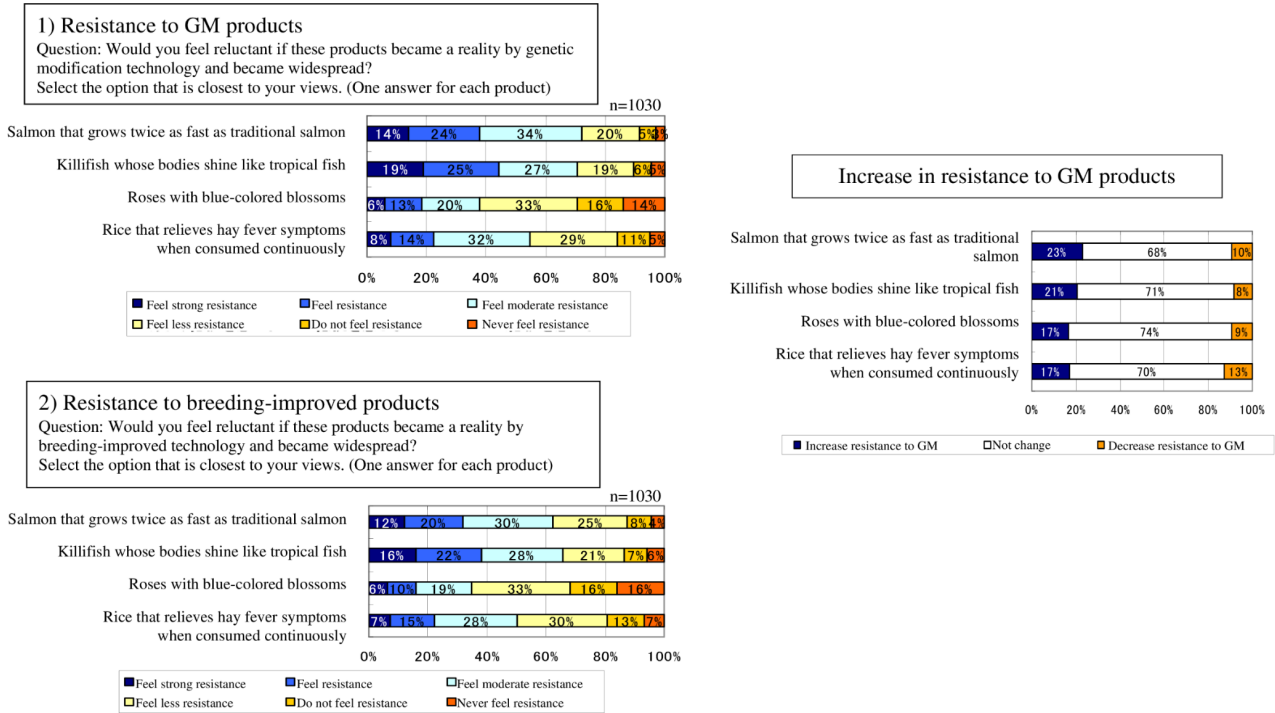 1) Resistance to GM products
Question: Would you feel reluctant if these products became a reality by genetic
modification technology and became widespread?
Select the option that is closest to your views. (One answer for each product)
n=1030
Salmon that grows twice as fast as traditional salmon
14% 24% 34% 20% 5% 3%
Killifish whose bodies shine like tropical fish
19% 25% 27% 19% 6% 5%
Roses with blue-colored blossoms
6% 13% 20% 33% 16% 14%
Rice that relieves hay fever symptoms
when consumed continuously
8% 14% 32% 29% 11% 5%
0% 20% 40% 60% 80% 100%
Feel strong resistance Feel resistance Feel moderate resistance
Feel less resistance Do not feel resistance Never feel resistance
2) Resistance to breeding-improved products
Question: Would you feel reluctant if these products became a reality by
breeding-improved technology and became widespread?
Select the option that is closest to your views. (One answer for each product)
n=1030
Salmon that grows twice as fast as traditional salmon
12% 20% 30% 25% 8% 4%
Killifish whose bodies shine like tropical fish
16% 22% 28% 21% 7% 6%
Roses with blue-colored blossoms
6% 10% 19% 33% 16% 16%
Rice that relieves hay fever symptoms
when consumed continuously
7% 15% 28% 30% 13% 7%
0% 20% 40% 60% 80% 100%
Feel strong resistance Feel resistance Feel moderate resistance
Feel less resistance Do not feel resistance Never feel resistance
Increase in resistance to GM products
Salmon that grows twice as fast as traditional
salmon
23% 68% 10%
Killifish whose bodies shine like tropical fish
21% 71% 8%
Roses with blue-colored blossoms
17% 74% 9%
Rice that relieves hay fever symptoms
when consumed continuously
17% 70% 13%
0% 20% 40% 60% 80% 100%
Increase resistance to GM Not change Decrease resistance to GM